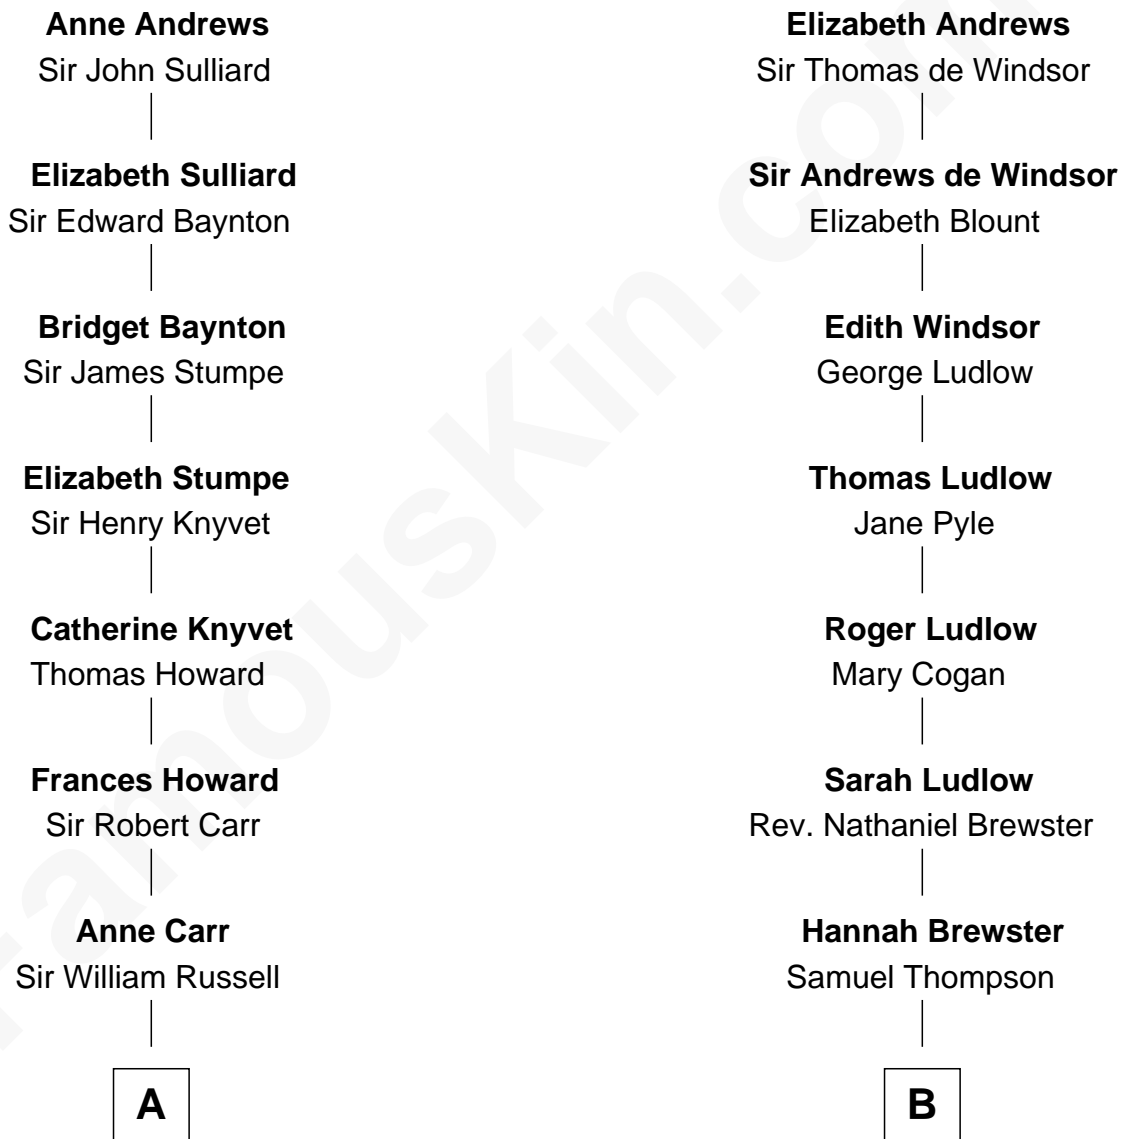 Anne Andrews
Sir John Sulliard
Elizabeth Sulliard
Sir Edward Baynton
Bridget Baynton
Sir James Stumpe
Elizabeth Stumpe
Sir Henry Knyvet
Catherine Knyvet
Thomas Howard
Frances Howard
Sir Robert Carr
Anne Carr
Sir William Russell
A
Elizabeth Andrews
Sir Thomas de Windsor
Sir Andrews de Windsor
Elizabeth Blount
Edith Windsor
George Ludlow
Thomas Ludlow
Jane Pyle
Roger Ludlow
Mary Cogan
Sarah Ludlow
Rev. Nathaniel Brewster
Hannah Brewster
Samuel Thompson
B
FamousKin.com